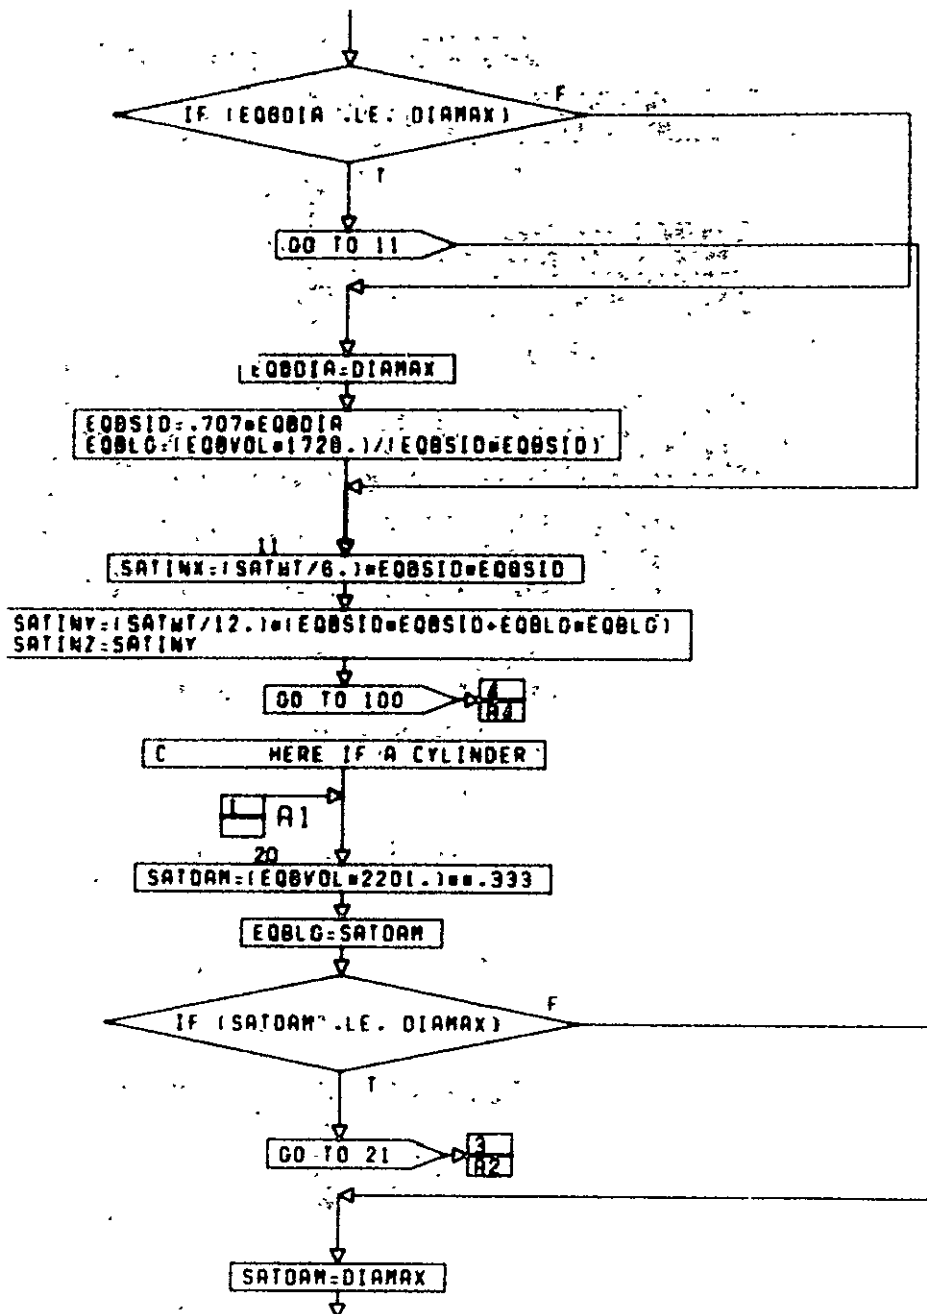 F
IF (EQBDIA .LE. DIAMAX)
T
GO TO 11
EQBDIA=DIAMAX
EQBSID=.707*EQBDIA
EQBLG=(EQBVOL*1728.)/(EQBSID*EQBSID)
11
SATINX=(SATWT/6.)*EQBSID*EQBSID
SATINY=(SATWT/12.)*(EQBSID*EQBSID+EQBLG*EQBLG)
SATINZ=SATINY
GO TO 100
4
A4
C HERE IF A CYLINDER
1
A1
20
SATDAM=(EQBVOL*2201.)**.333
EQBLG=SATDAM
F
IF (SATDAM .LE. DIAMAX)
T
GO TO 21
3
A2
SATDAM=DIAMAX